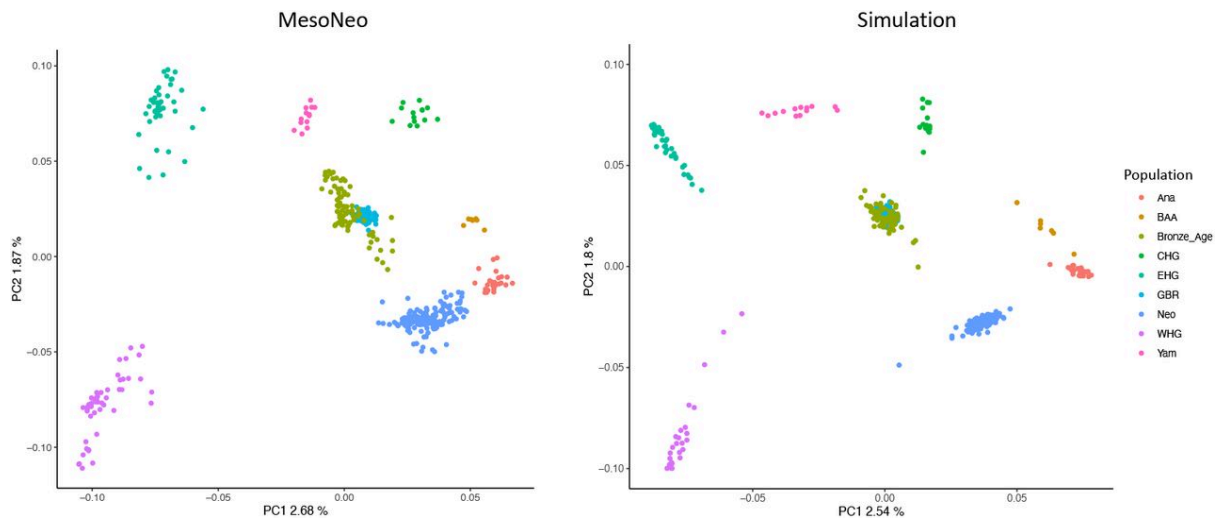 MesoNeo
0.10
0.05
0.00
−0.05
−0.10
PC2 1.87 %
−0.10
−0.05
0.00
0.05
PC1 2.68 %
Simulation
0.10
0.05
0.00
−0.05
−0.10
PC2 1.8 %
−0.05
0.00
0.05
PC1 2.54 %
Population
Ana
BAA
Bronze_Age
CHG
EHG
GBR
Neo
WHG
Yam